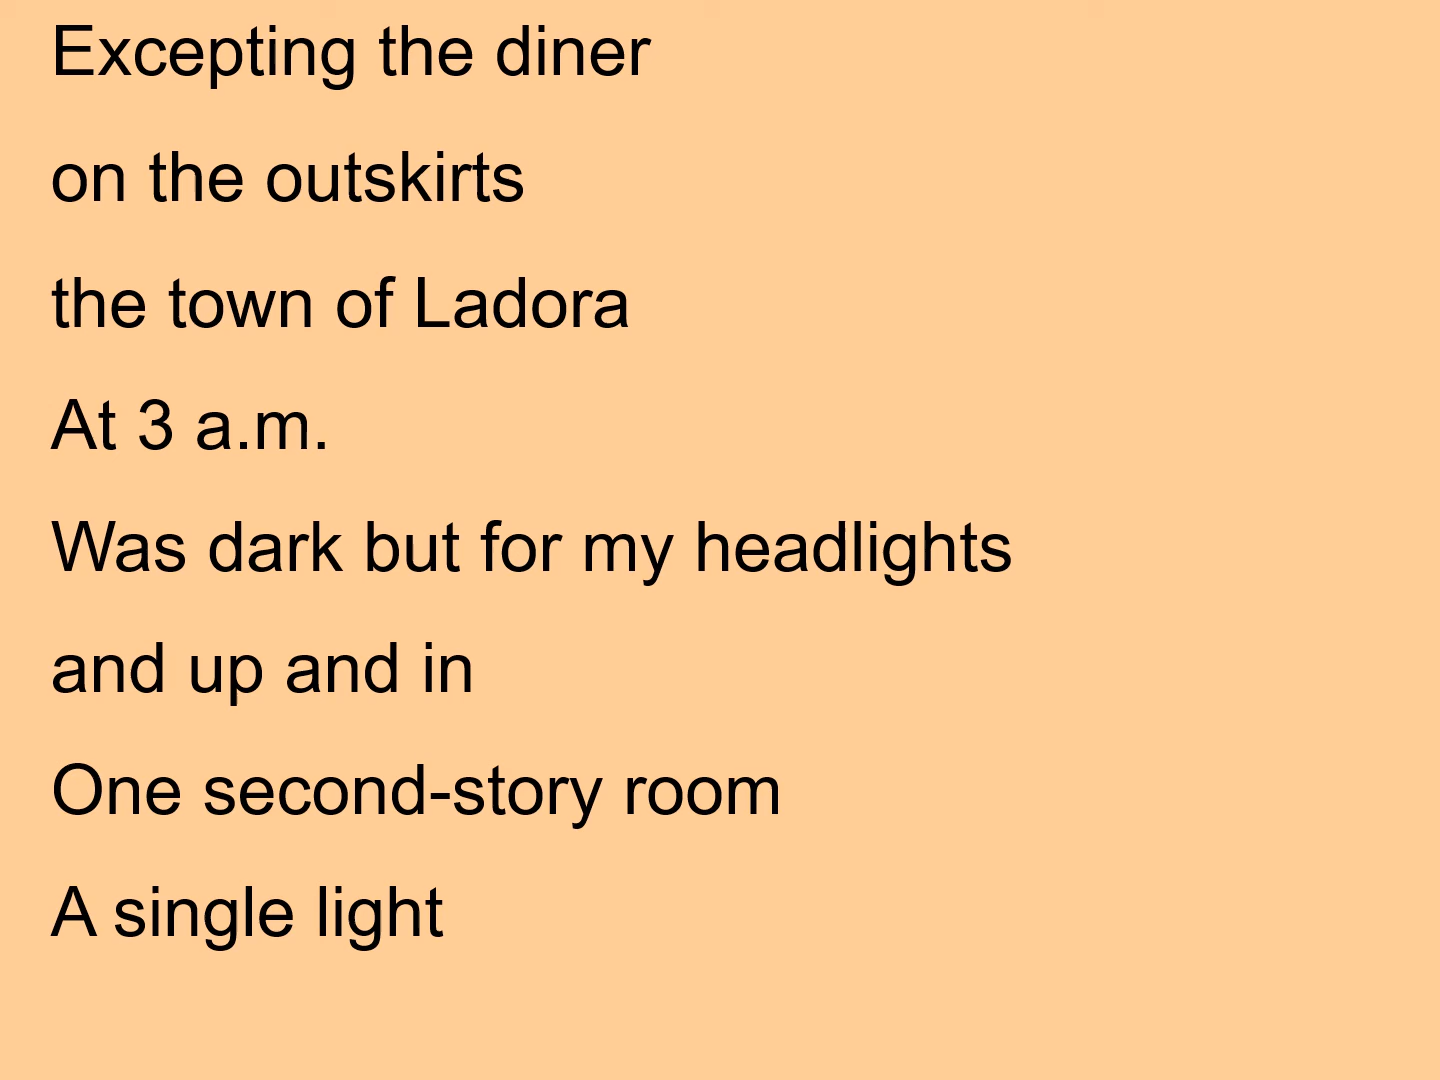 Excepting the diner
on the outskirts
the town of Ladora
At 3 a.m.
Was dark but for my headlights
and up and in
One second-story room
A single light